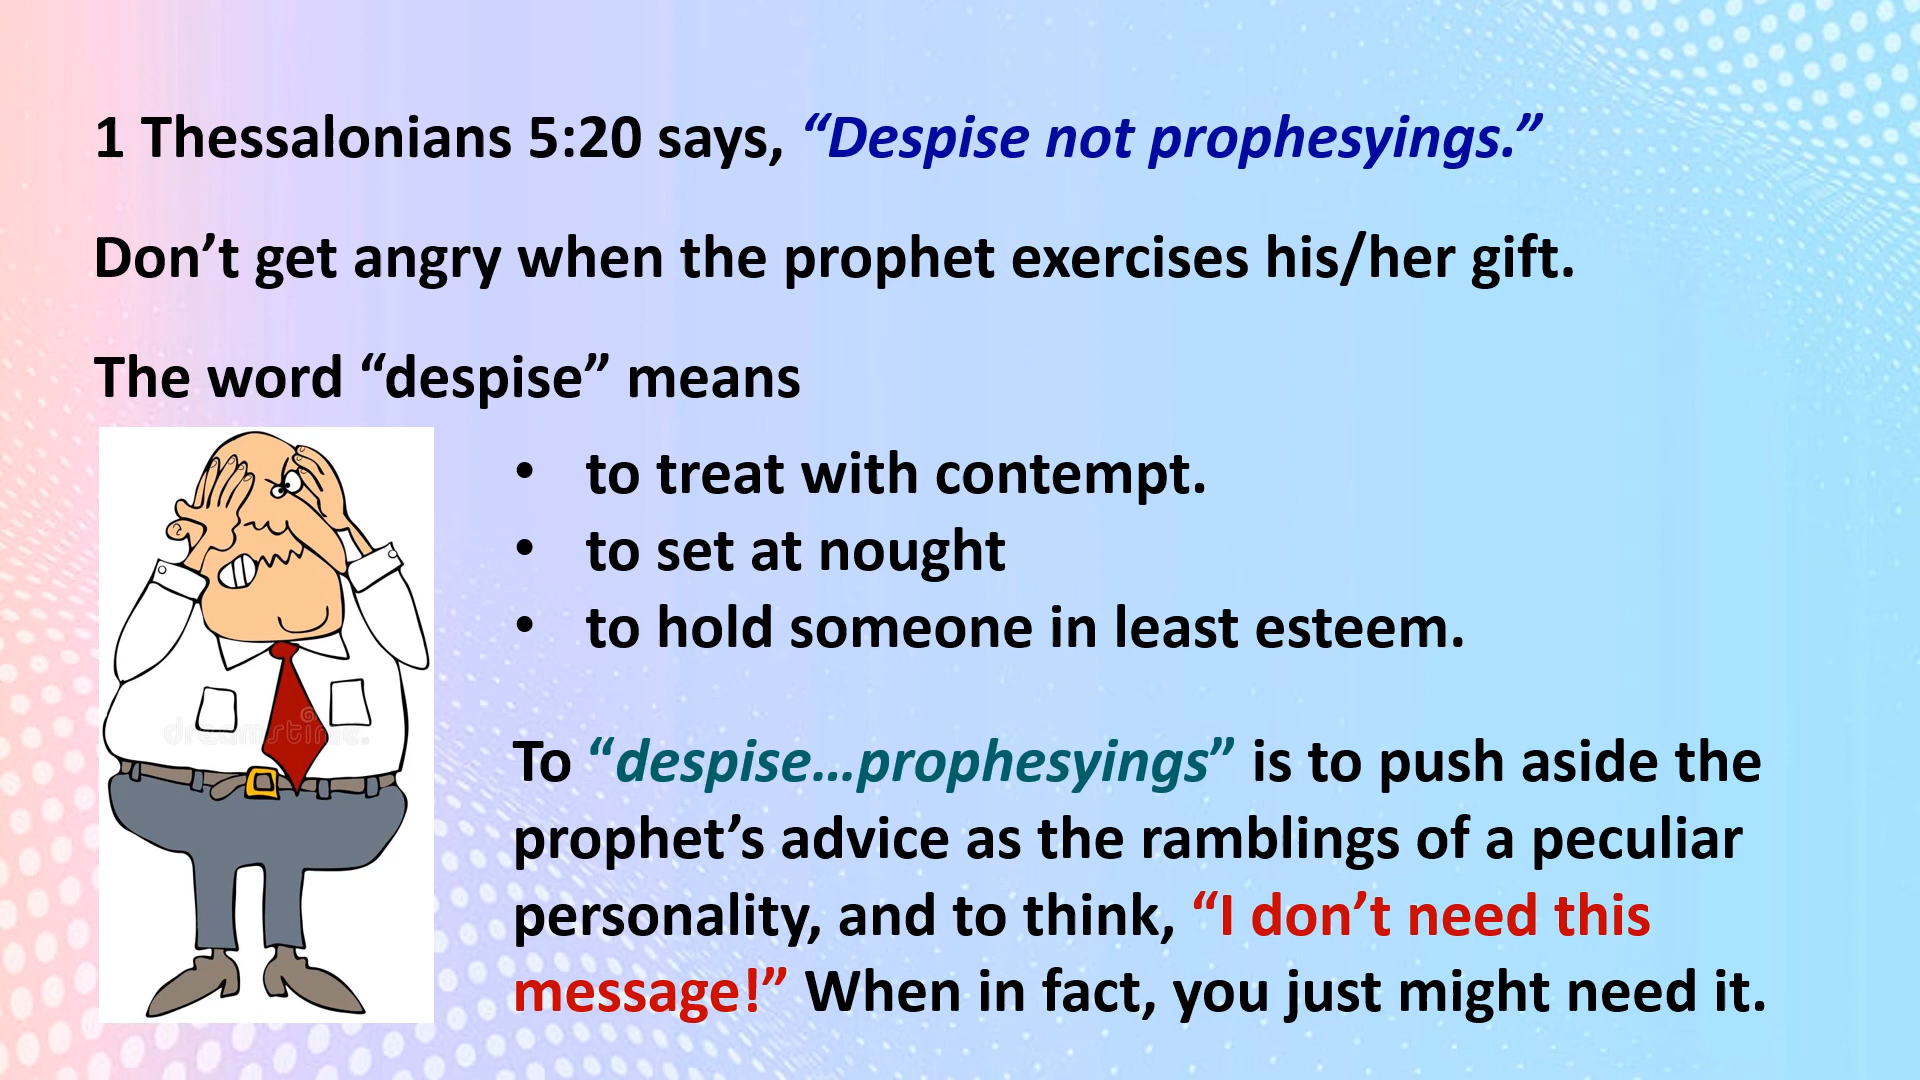 1 Thessalonians 5:20 says, “Despise not prophesyings.”
Don’t get angry when the prophet exercises his/her gift.
The word “despise” means
• to treat with contempt.
• to set at nought
• to hold someone in least esteem.
dreamstime.
To “despise…prophesyings” is to push aside the
prophet’s advice as the ramblings of a peculiar
personality, and to think, “I don’t need this
message!” When in fact, you just might need it.